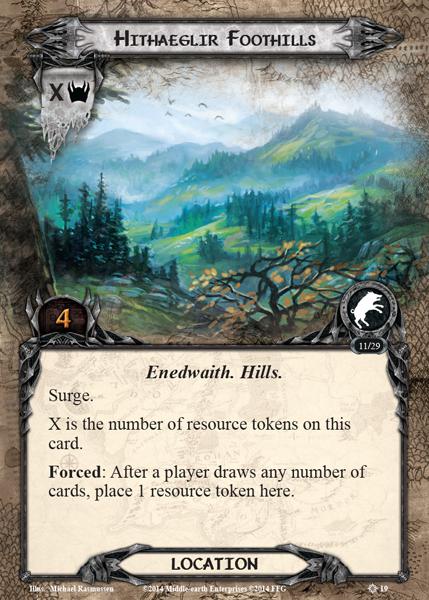 Hithaeglir Foothills
X
4
11/29
Enedwaith. Hills.
Surge.
X is the number of resource tokens on this
card.
Forced: After a player draws any number of
cards, place 1 resource token here.
LOCATION
Illus. Michael Rasmussen ©2014 Middle-earth Enterprises ©2014 FFG 19